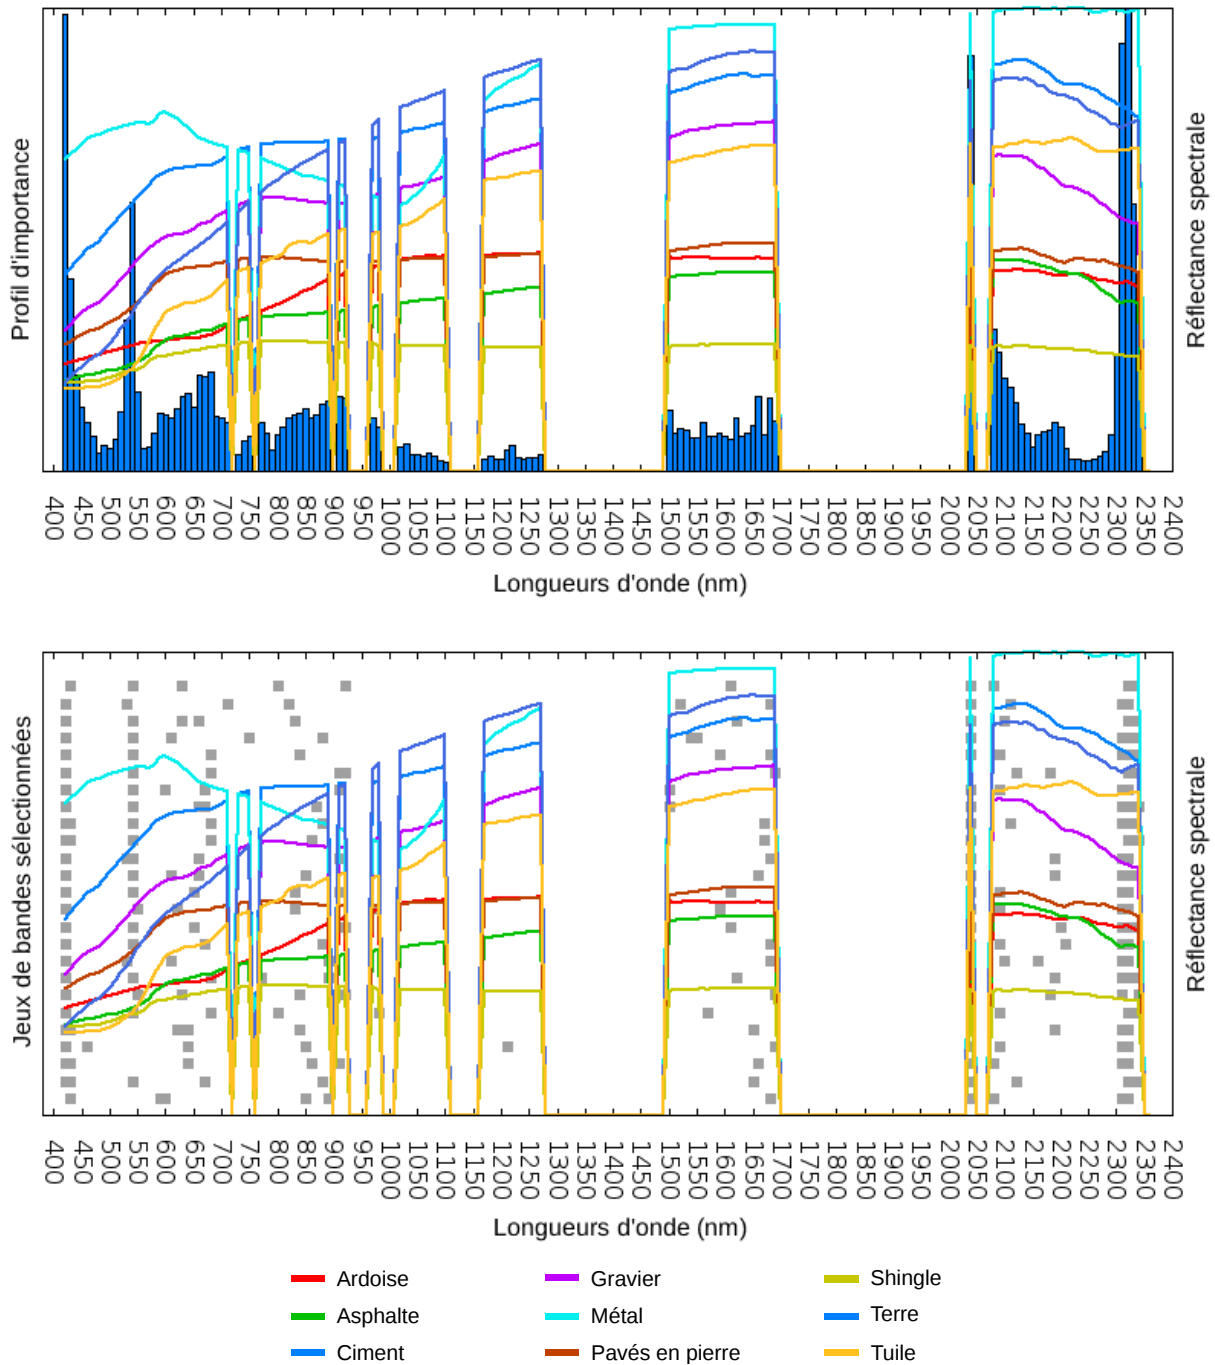 Profil d'importance
Réflectance spectrale
400 450 500 550 600 650 700 750 800 850 900 950 1000 1050 1100 1150 1200 1250 1300 1350 1400 1450 1500 1550 1600 1650 1700 1750 1800 1850 1900 1950 2000 2050 2100 2150 2200 2250 2300 2350 2400
Longueurs d'onde (nm)
Jeux de bandes sélectionnées
Réflectance spectrale
400 450 500 550 600 650 700 750 800 850 900 950 1000 1050 1100 1150 1200 1250 1300 1350 1400 1450 1500 1550 1600 1650 1700 1750 1800 1850 1900 1950 2000 2050 2100 2150 2200 2250 2300 2350 2400
Longueurs d'onde (nm)
Ardoise Gravier Shingle
Asphalte Métal Terre
Ciment Pavés en pierre Tuile